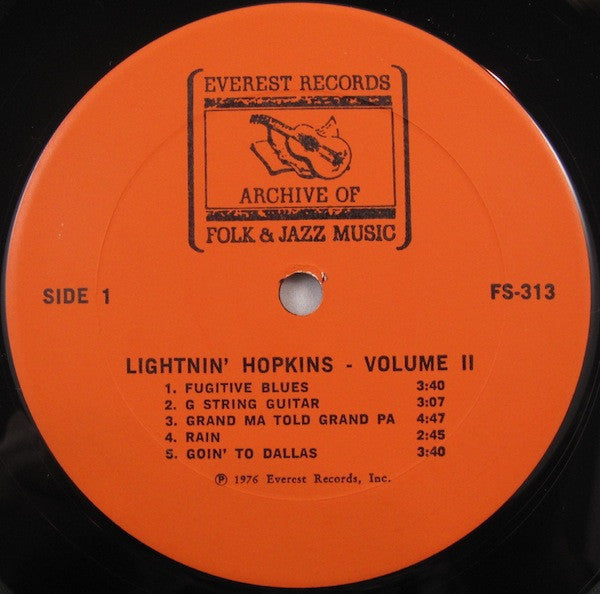 EVEREST RECORDS
ARCHIVE OF
FOLK & JAZZ MUSIC
SIDE 1
FS-313
LIGHTNIN' HOPKINS - VOLUME II
1. FUGITIVE BLUES 3:40
2. G STRING GUITAR 3:07
3. GRAND MA TOLD GRAND PA 4:47
4. RAIN 2:45
5. GOIN' TO DALLAS 3:40
℗ 1976 Everest Records, Inc.